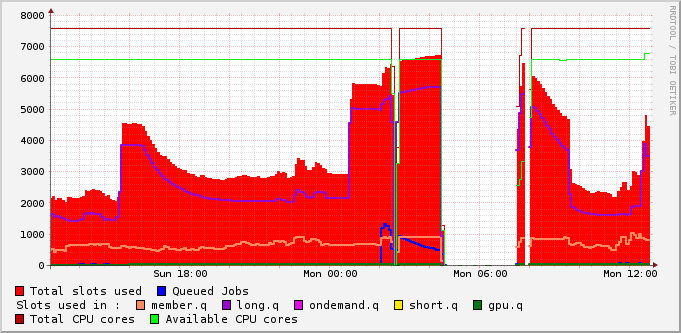 8000
7000
6000
5000
4000
3000
2000
1000
0
Sun 18:00 Mon 00:00 Mon 06:00 Mon 12:00
Total slots used Queued Jobs
Slots used in : member.q long.q ondemand.q short.q gpu.q
Total CPU cores Available CPU cores
RRDTOOL / TOBI OETIKER